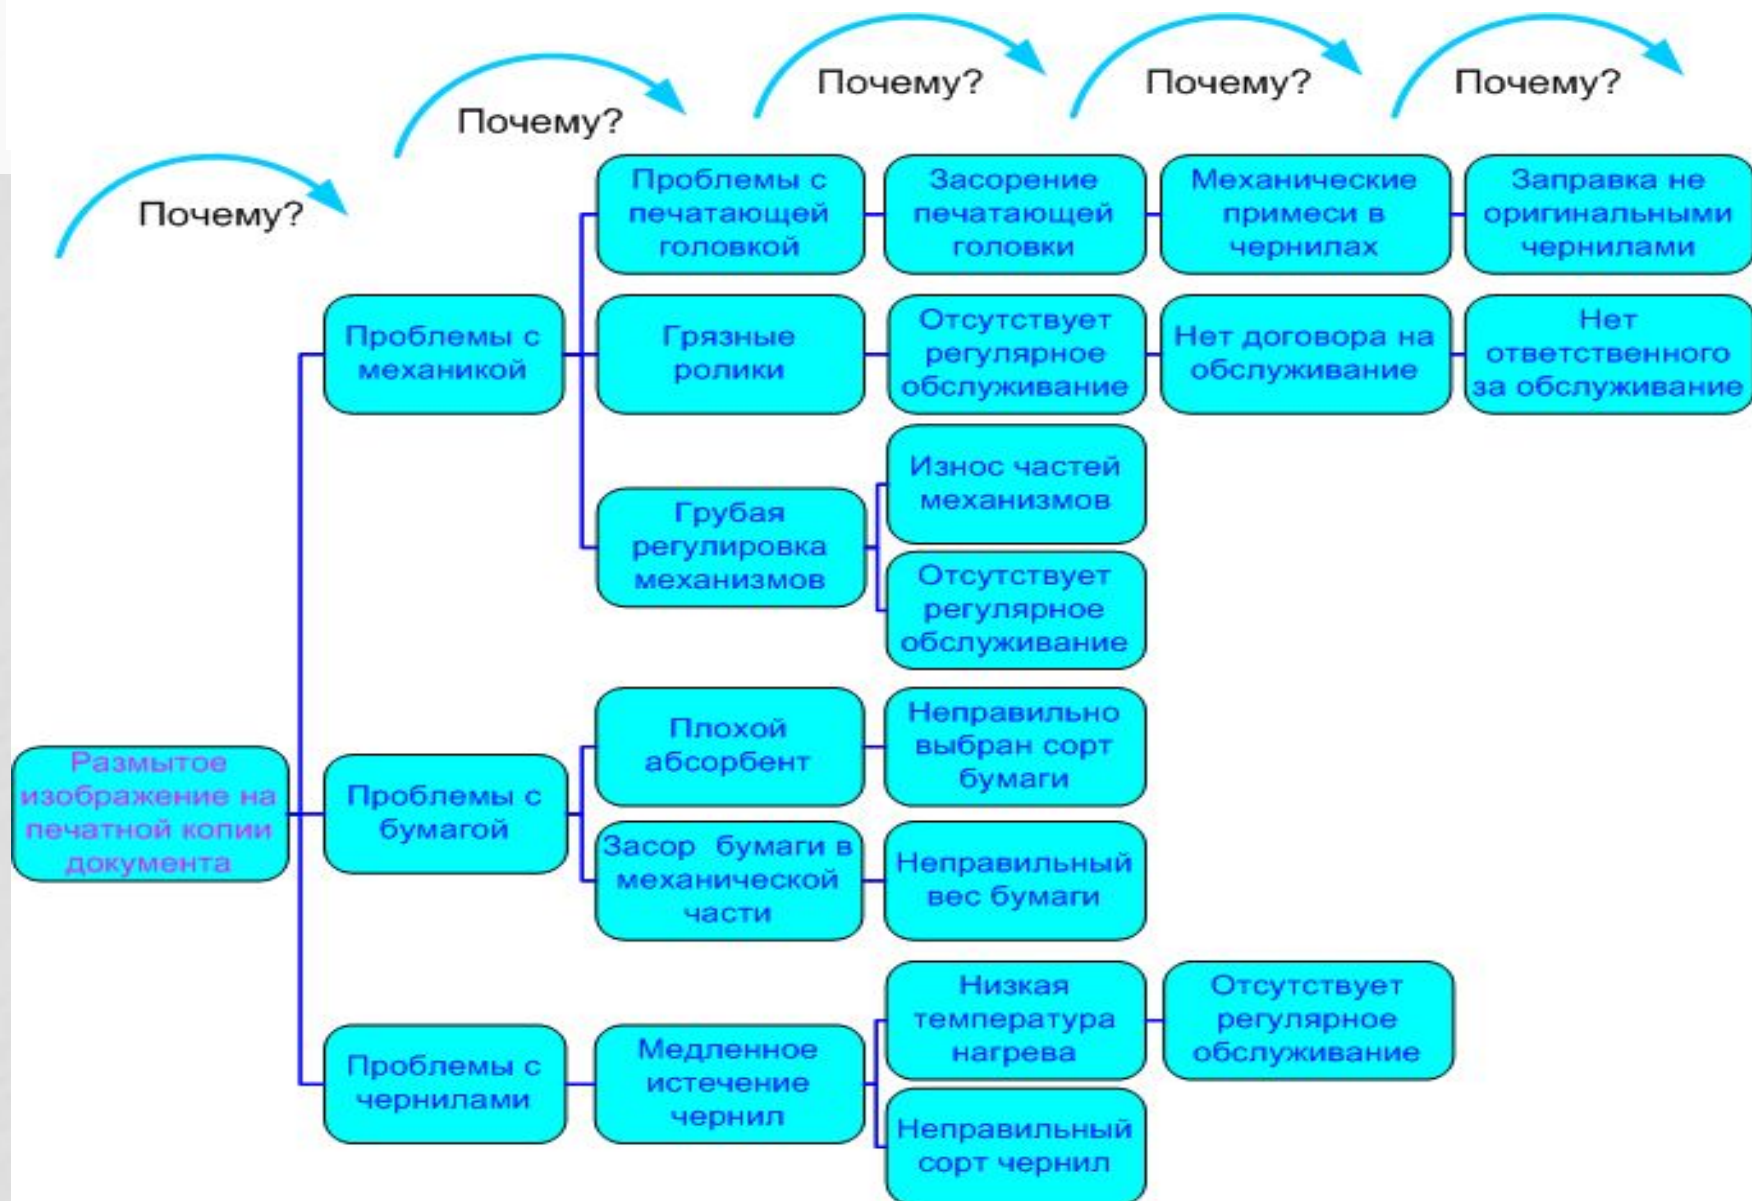 Почему?
Почему?
Почему?
Почему?
Почему?
Проблемы с
печатающей
головкой
Засорение
печатающей
головки
Механические
примеси в
чернилах
Заправка не
оригинальными
чернилами
Проблемы с
механикой
Грязные
ролики
Отсутствует
регулярное
обслуживание
Нет договора на
обслуживание
Нет
ответственного
за обслуживание
Грубая
регулировка
механизмов
Износ частей
механизмов
Отсутствует
регулярное
обслуживание
Размытое
изображение на
печатной копии
документа
Проблемы с
бумагой
Плохой
абсорбент
Неправильно
выбран сорт
бумаги
Засор бумаги в
механической
части
Неправильный
вес бумаги
Проблемы с
чернилами
Медленное
истечение
чернил
Низкая
температура
нагрева
Отсутствует
регулярное
обслуживание
Неправильный
сорт чернил